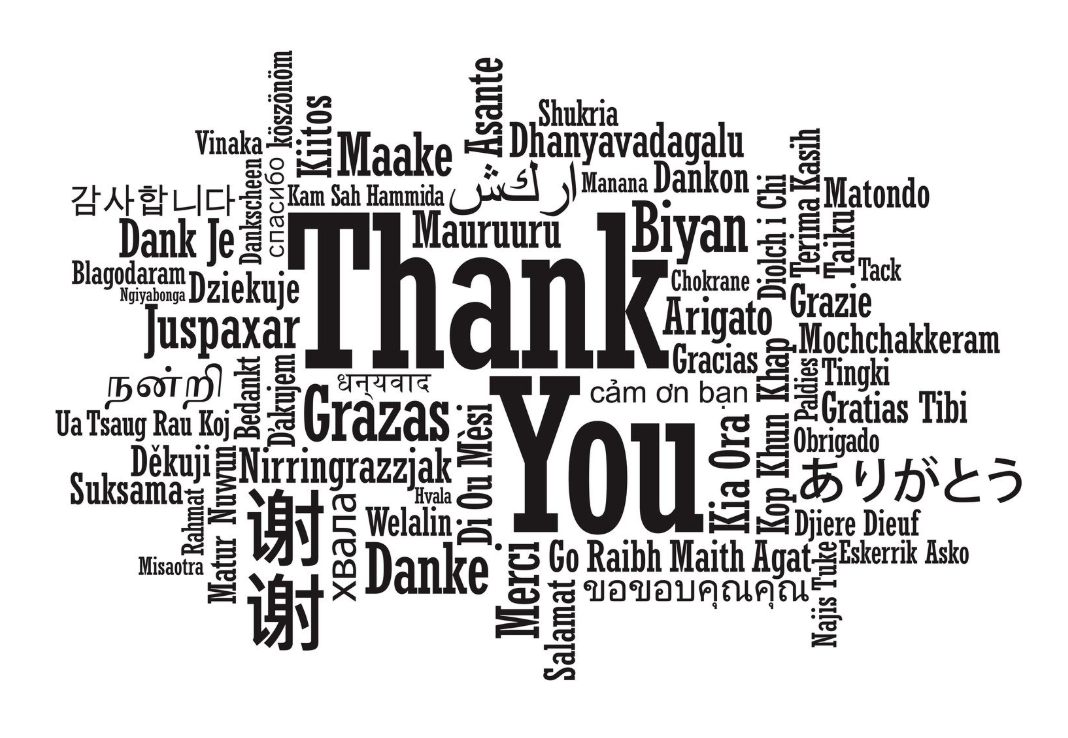 köszönöm
Asante
Kiitos
Shukria
Vinaka
Dhanyavadagalu
Maake
Terima Kasih
спасибо
Dankscheen
اركش
Manana
Dankon
Diolch i Chi
Matondo
감사합니다
Kam Sah Hammida
Biyan
Mauruuru
Taiku
Dank Je
Thank
Blagodaram
Chokrane
Tack
Ngiyabonga
Dziekuje
Grazie
Juspaxar
Arigato
Mochchakkeram
Gracias
Kop Khun Khap
Paldies
Tingki
நன்றி
Bedankt
D'akujem
धन्यवाद
You
cảm ơn bạn
Gratias Tibi
Grazas
Ua Tsaug Rau Koj
Di Ou Mèsi
Kia Ora
Obrigado
Děkuji
Nirringrazzjak
ありがとう
Suksama
Rahmat
Matur Nuwun
谢
谢
хвала
Hvala
Welalin
Djiere Dieuf
Misaotra
Danke
Merci
Go Raibh Maith Agat
Najis Tuke
Eskerrik Asko
ขอขอบคุณคุณ
Salamat